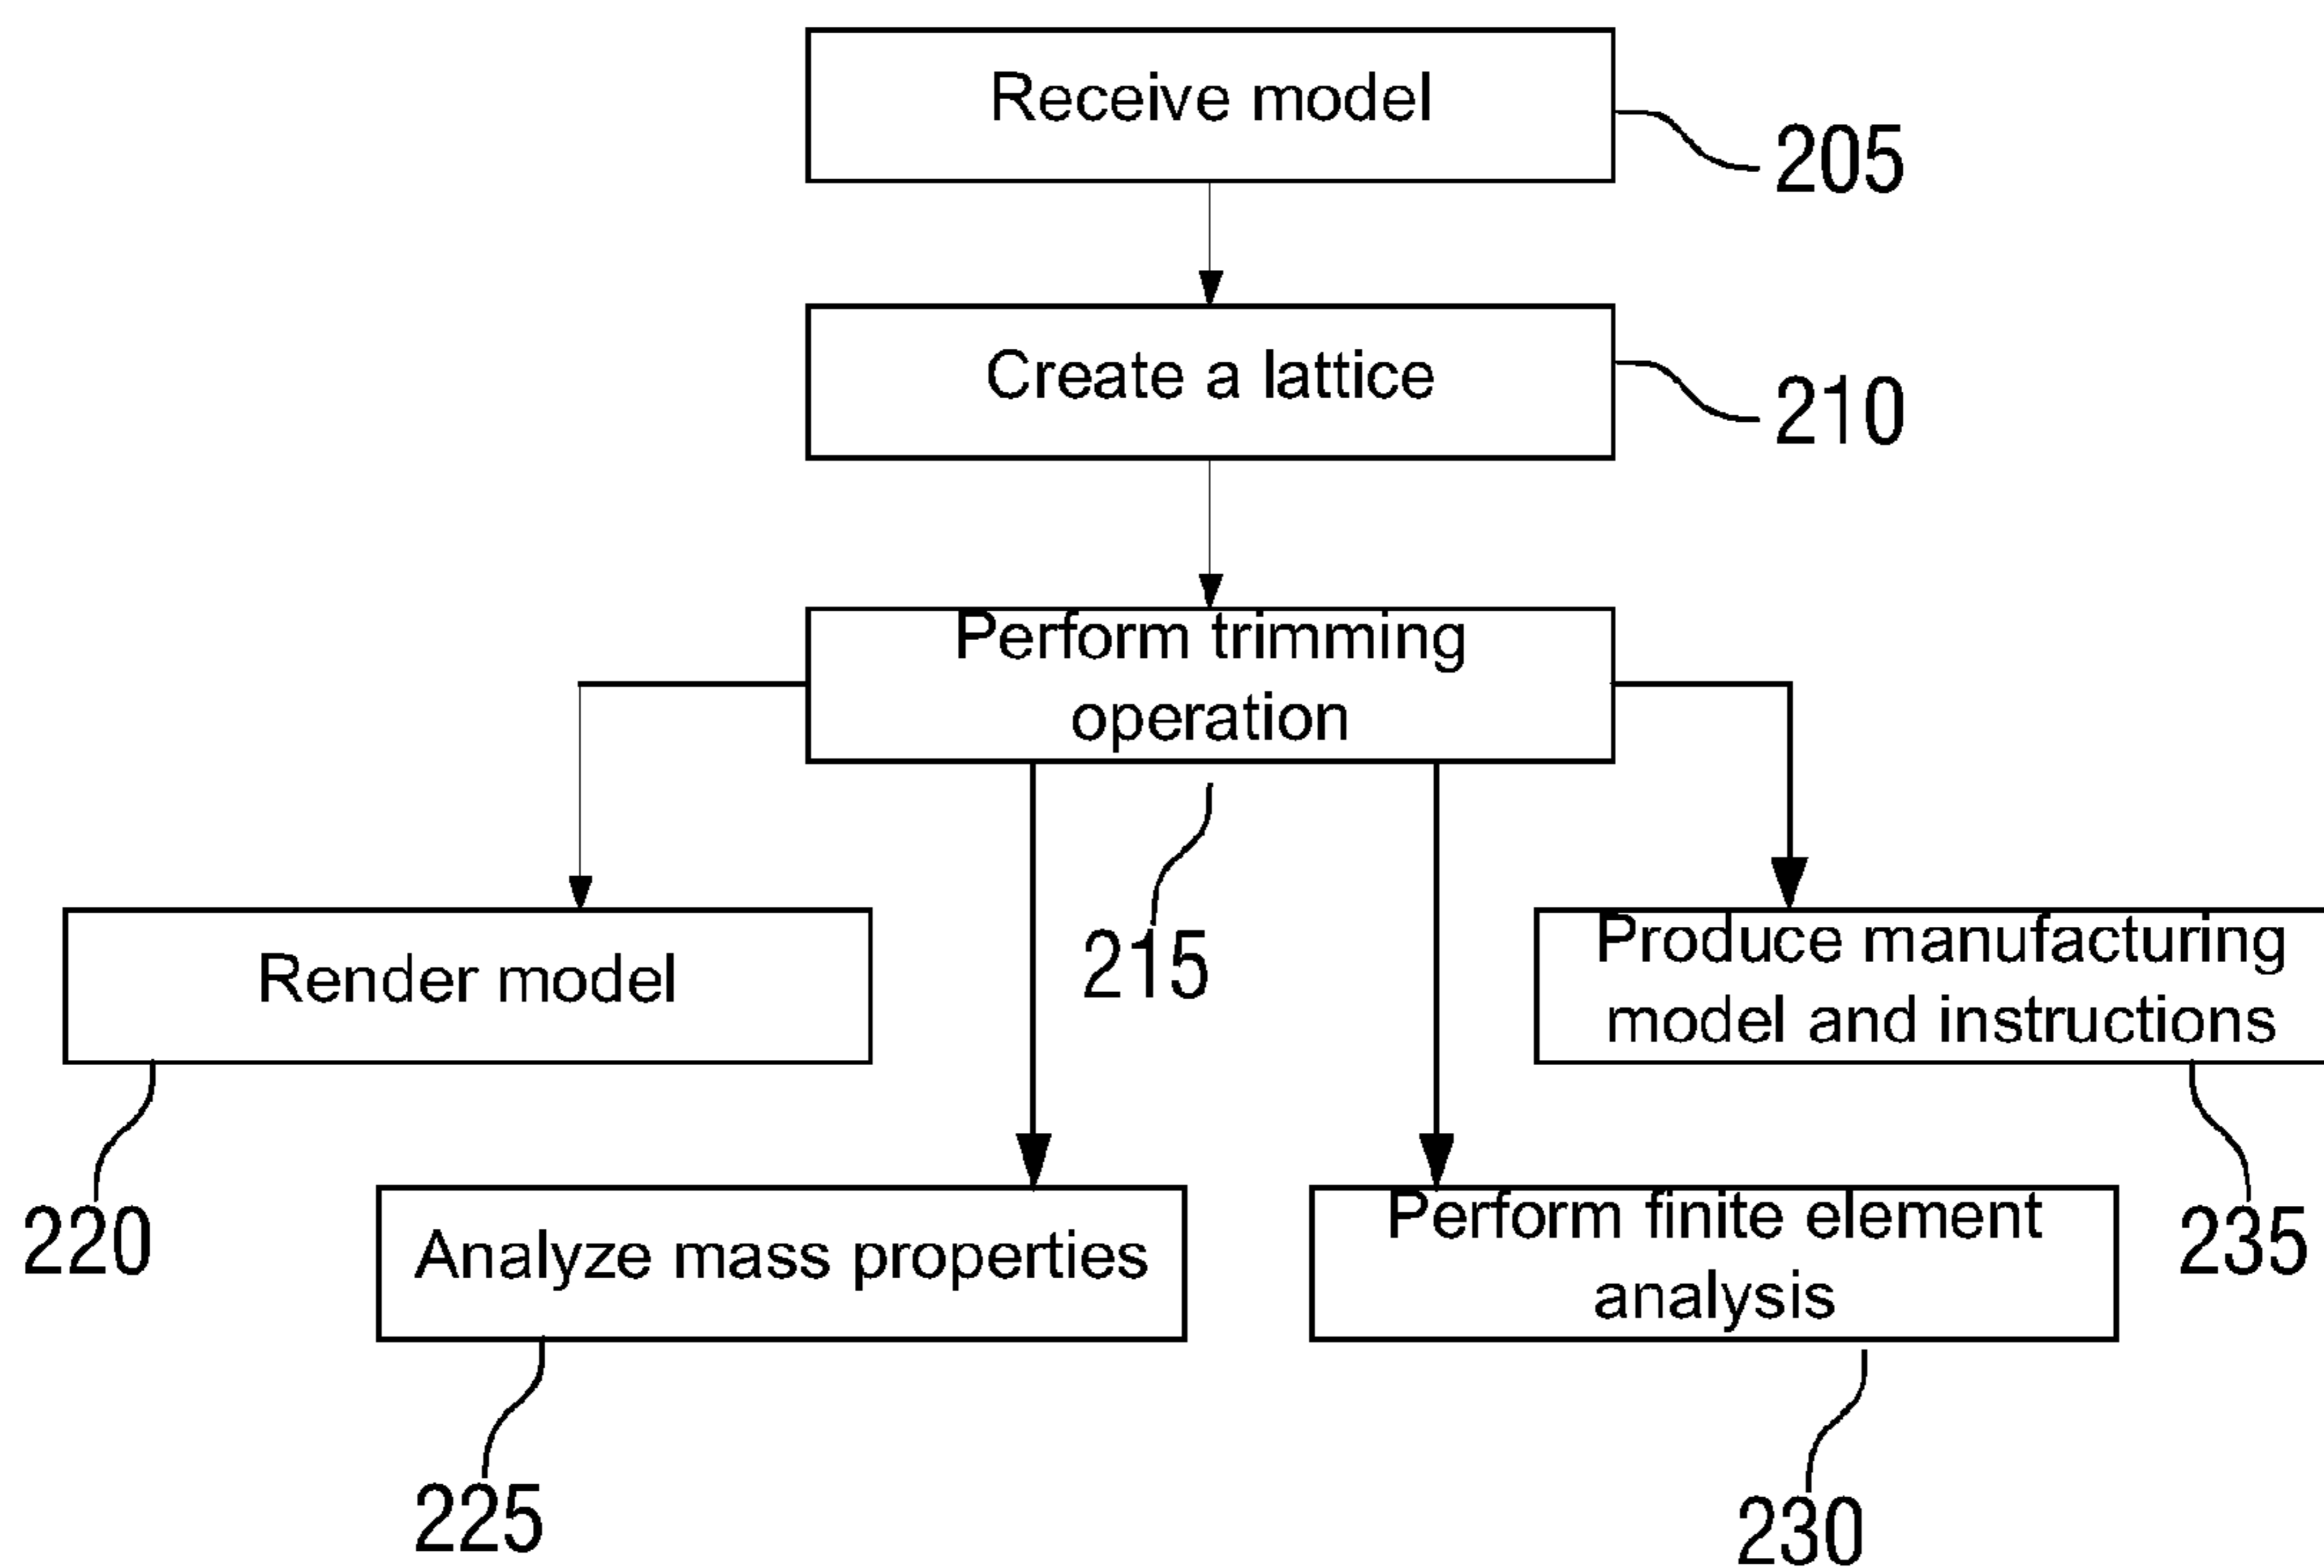 Receive model
205
Create a lattice
210
Perform trimming
operation
215
Render model
220
Produce manufacturing
model and instructions
235
Analyze mass properties
225
Perform finite element
analysis
230